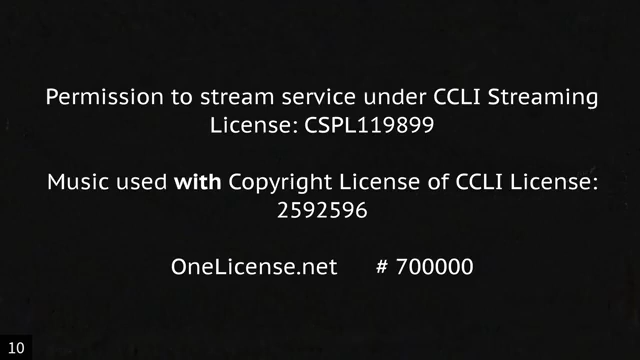 Permission to stream service under CCLI Streaming
License: CSPL119899
Music used with Copyright License of CCLI License:
2592596
OneLicense.net # 700000
10